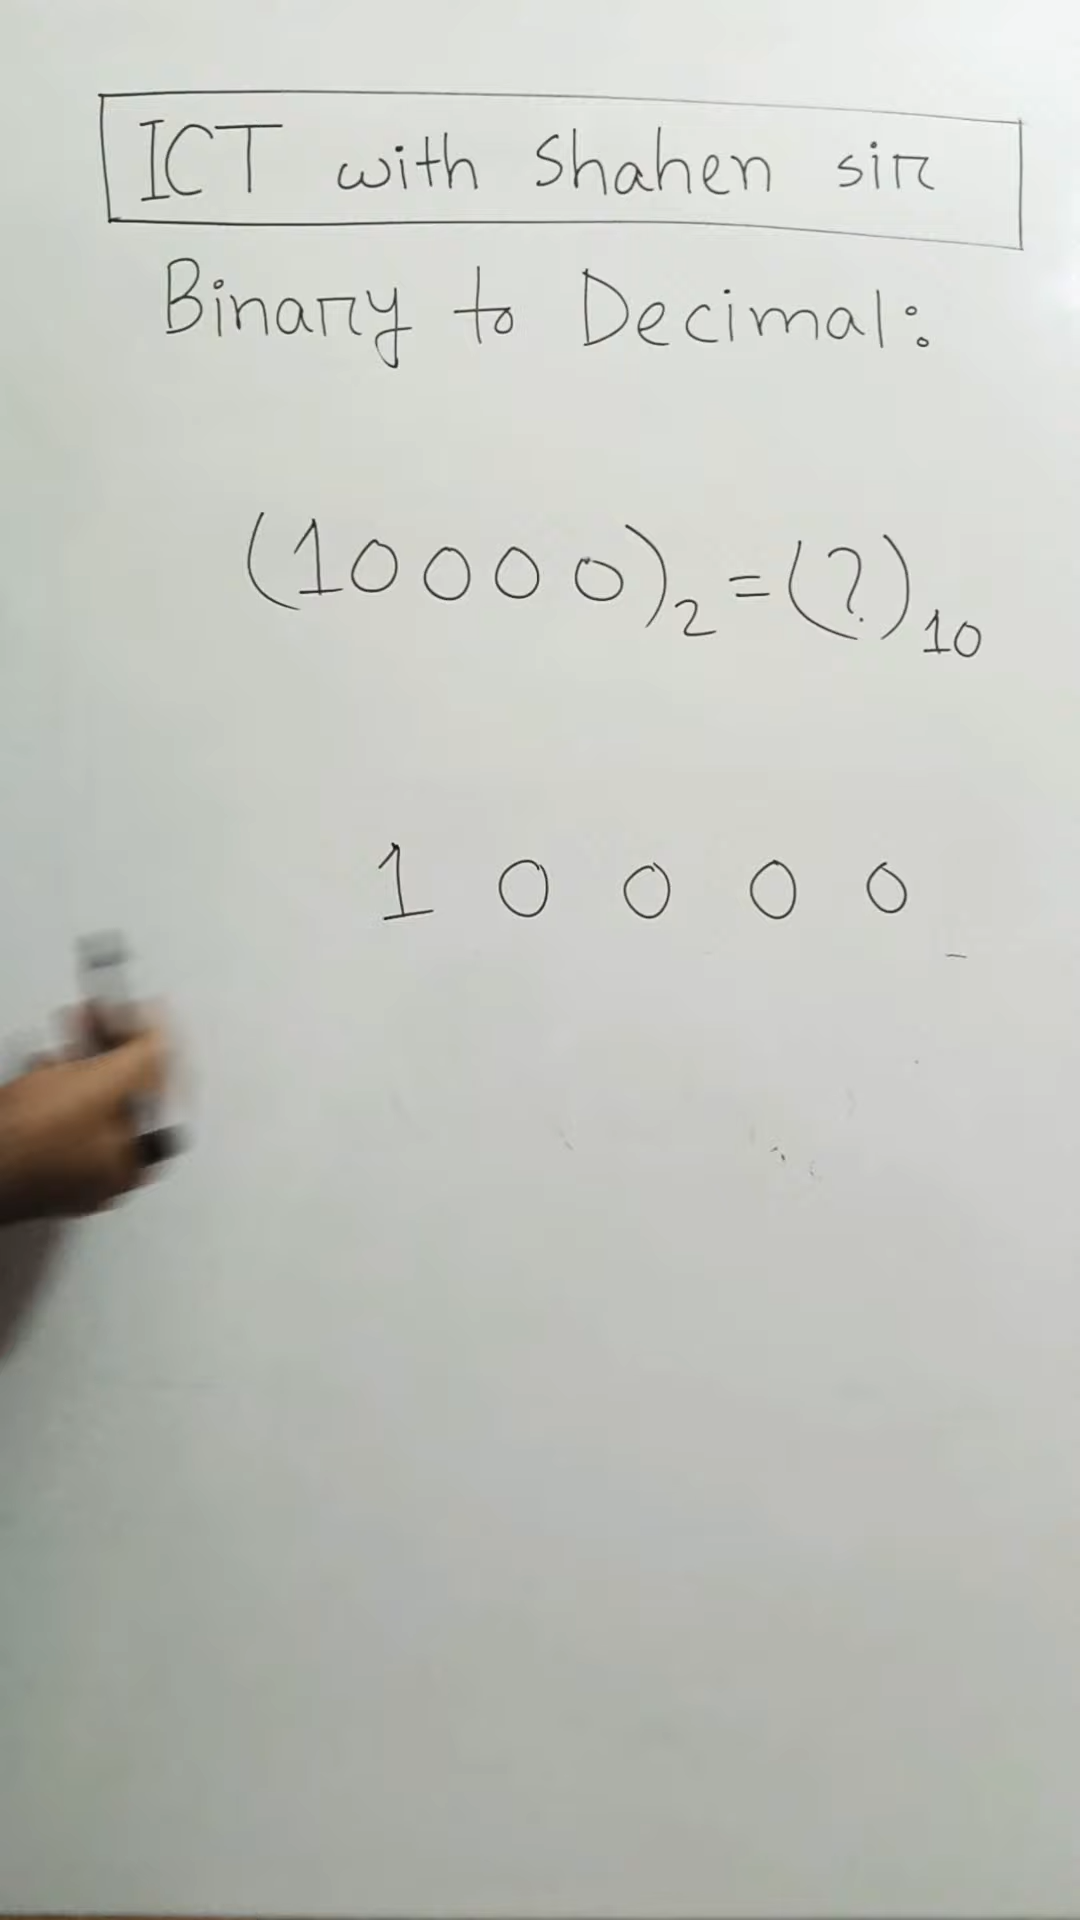 ICT with Shahen sir
Binary to Decimal:
(10000)₂ = (?)₁₀
1 0 0 0 0